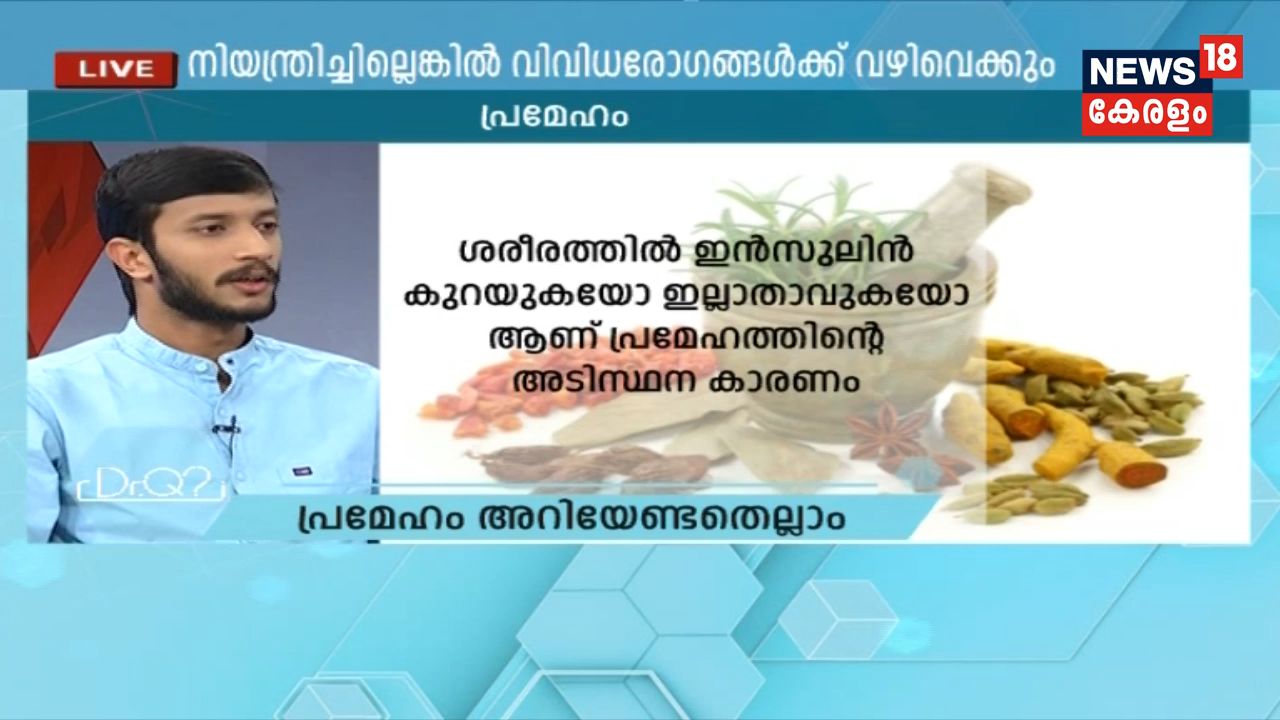 LIVE
നിയന്ത്രിച്ചില്ലെങ്കിൽ വിവിധരോഗങ്ങൾക്ക് വഴിവെക്കും
NEWS 18
കേരളം
പ്രമേഹം
ശരീരത്തിൽ ഇൻസുലിൻ
കുറയുകയോ ഇല്ലാതാവുകയോ
ആണ് പ്രമേഹത്തിന്റെ
അടിസ്ഥന കാരണം
Dr.Q?
പ്രമേഹം അറിയേണ്ടതെല്ലാം